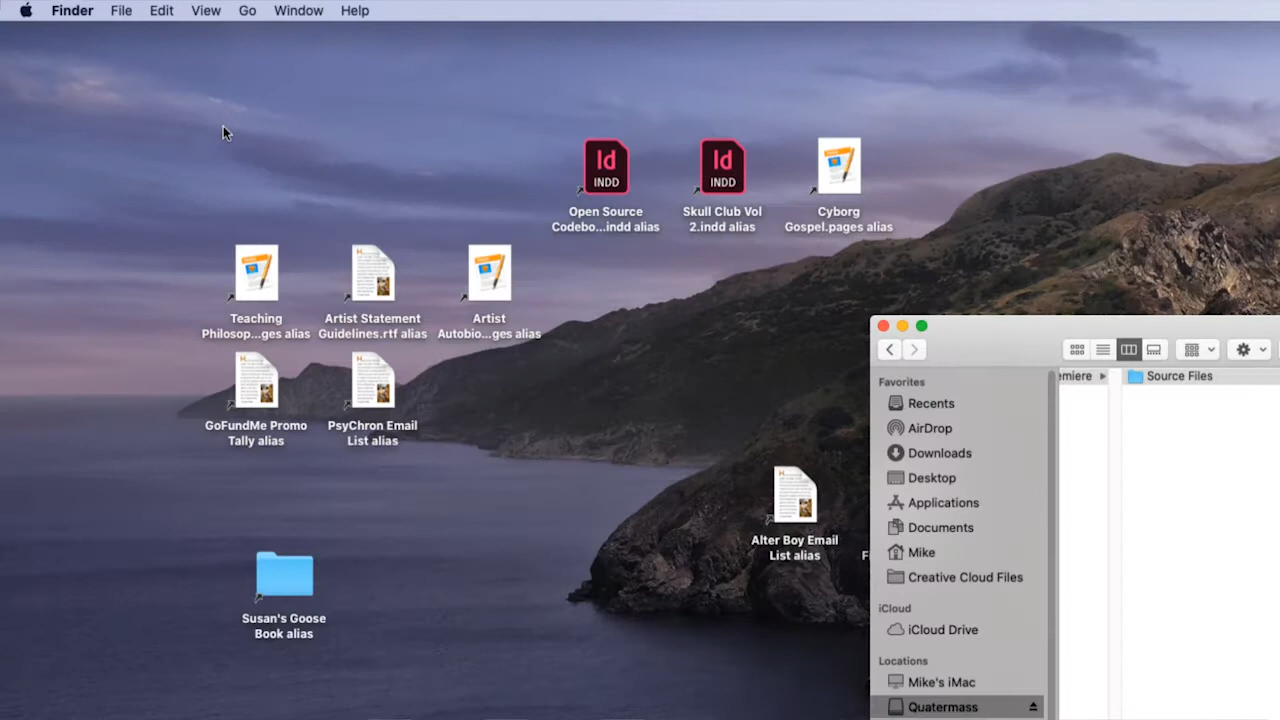 Finder File Edit View Go Window Help
Id
INDD
Id
INDD
Open Source
Codebo...indd alias
Skull Club Vol
2.indd alias
Cyborg
Gospel.pages alias
Teaching
Philosop...ges alias
Artist Statement
Guidelines.rtf alias
Artist
Autobio...ges alias
GoFundMe Promo
Tally alias
PsyChron Email
List alias
Alter Boy Email
List alias
Susan's Goose
Book alias
emiere
Source Files
Favorites
Recents
AirDrop
Downloads
Desktop
Applications
Documents
Mike
Creative Cloud Files
iCloud
iCloud Drive
Locations
Mike's iMac
Quatermass